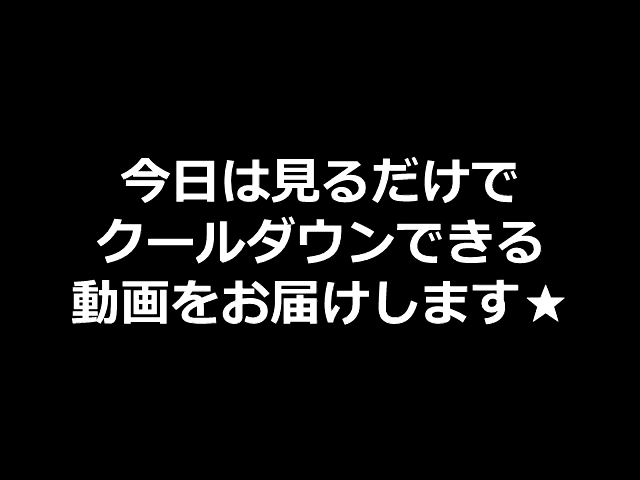 今日は見るだけで
クールダウンできる
動画をお届けします★